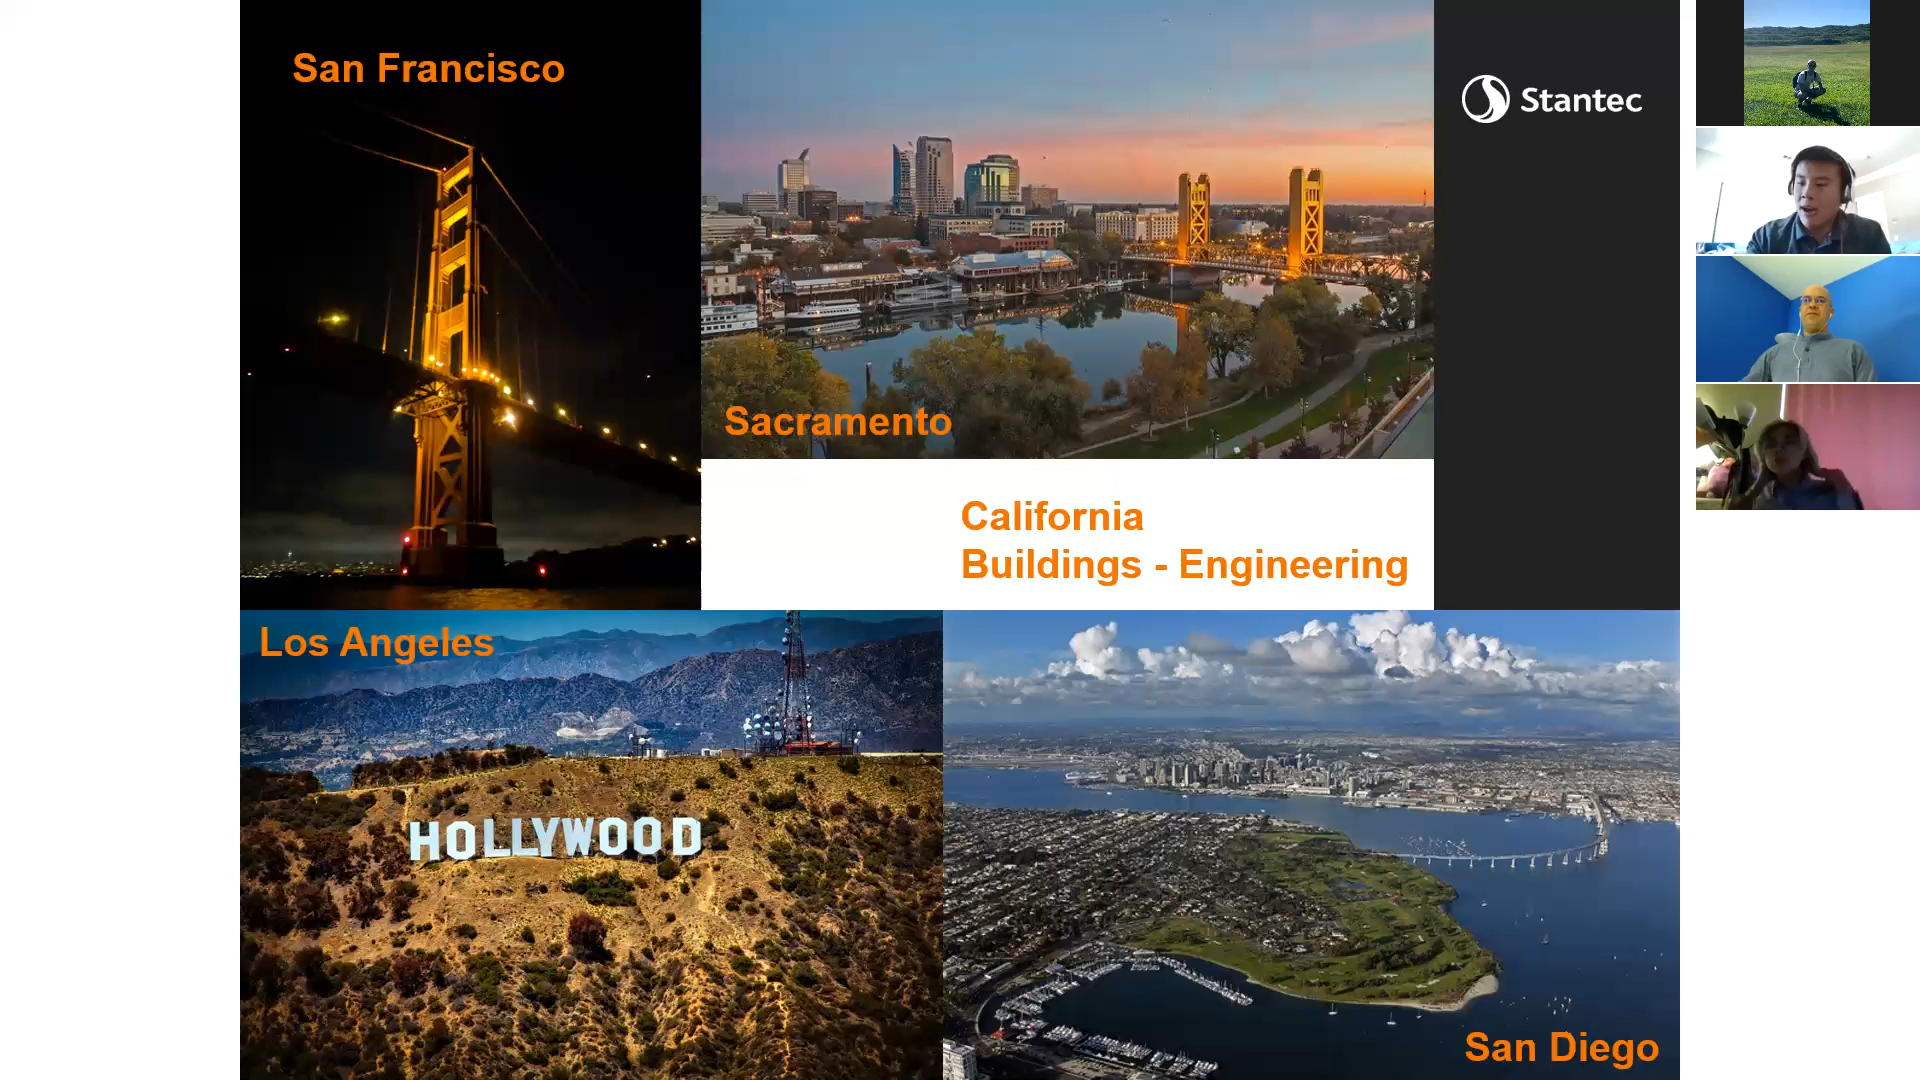 San Francisco
Stantec
Sacramento
California
Buildings - Engineering
Los Angeles
HOLLYWOOD
San Diego